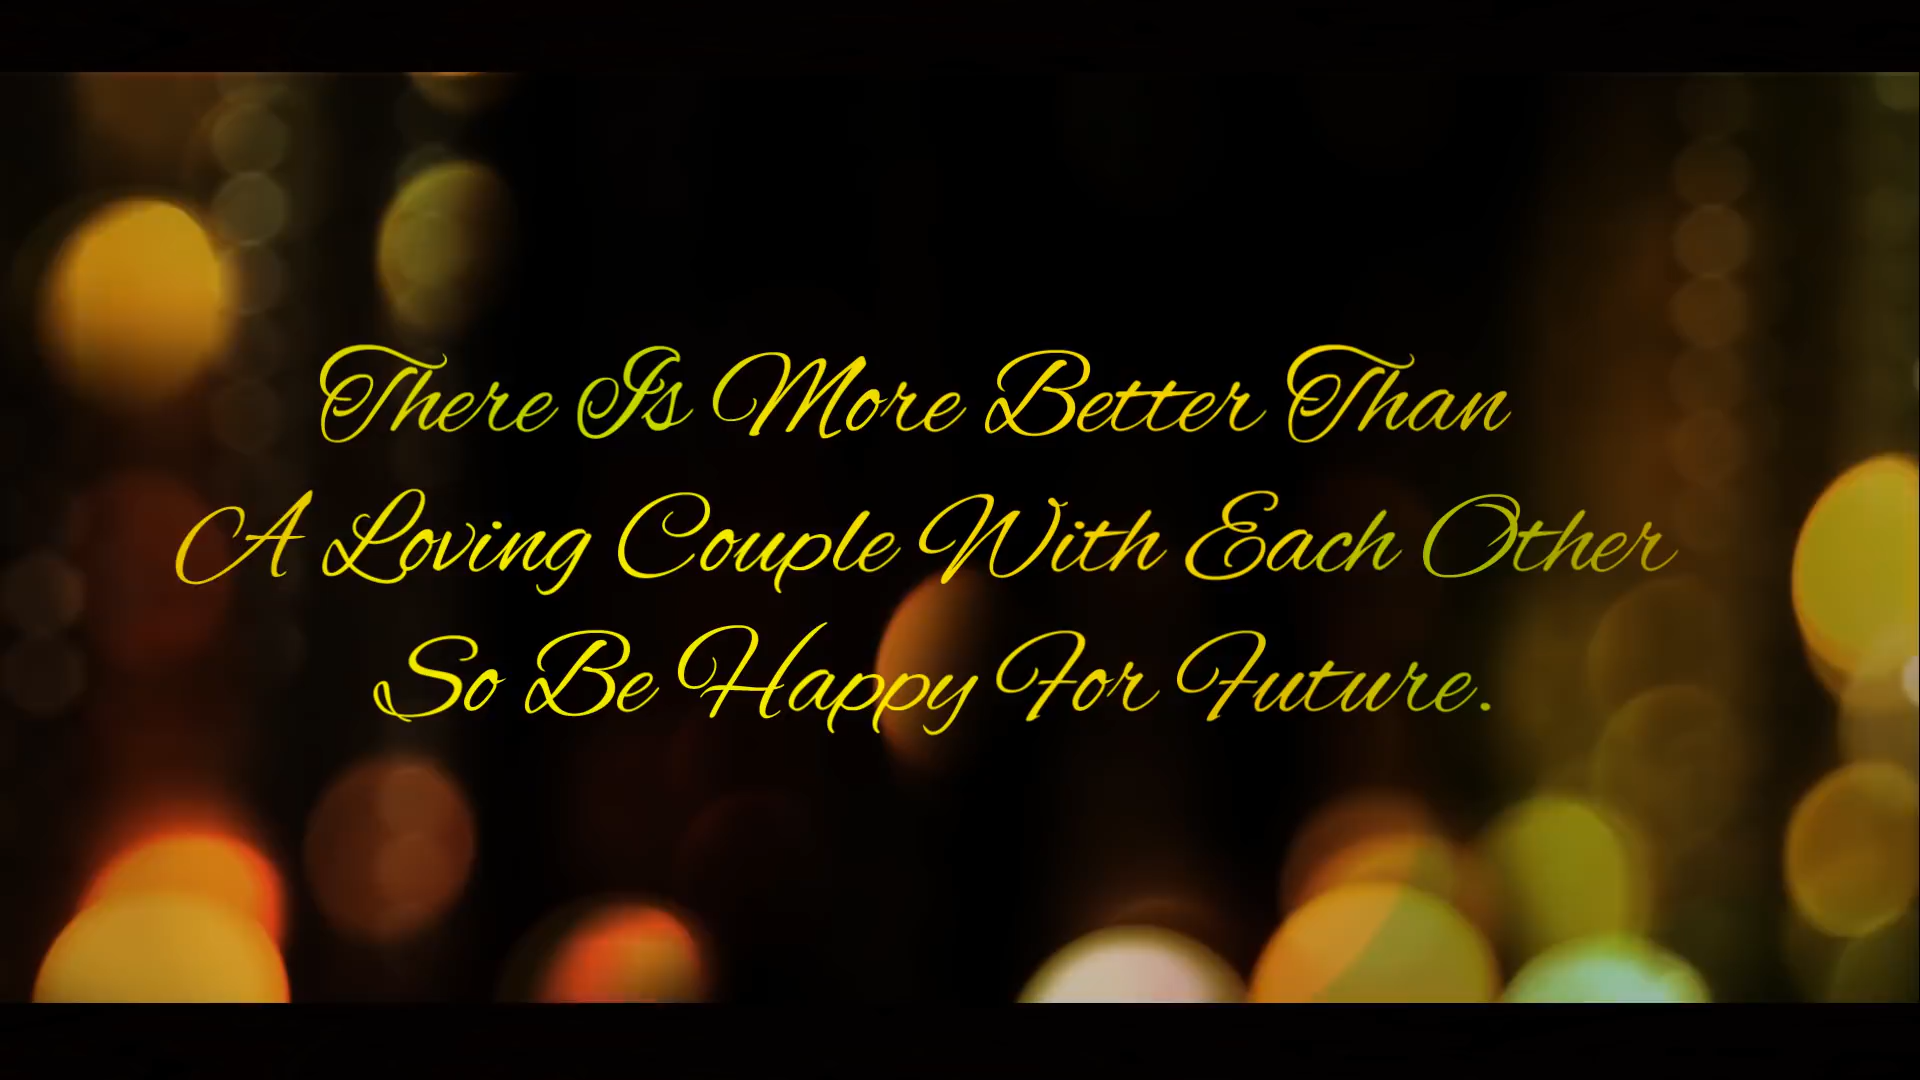 There Is More Better Than
A Loving Couple With Each Other
So Be Happy For Future.